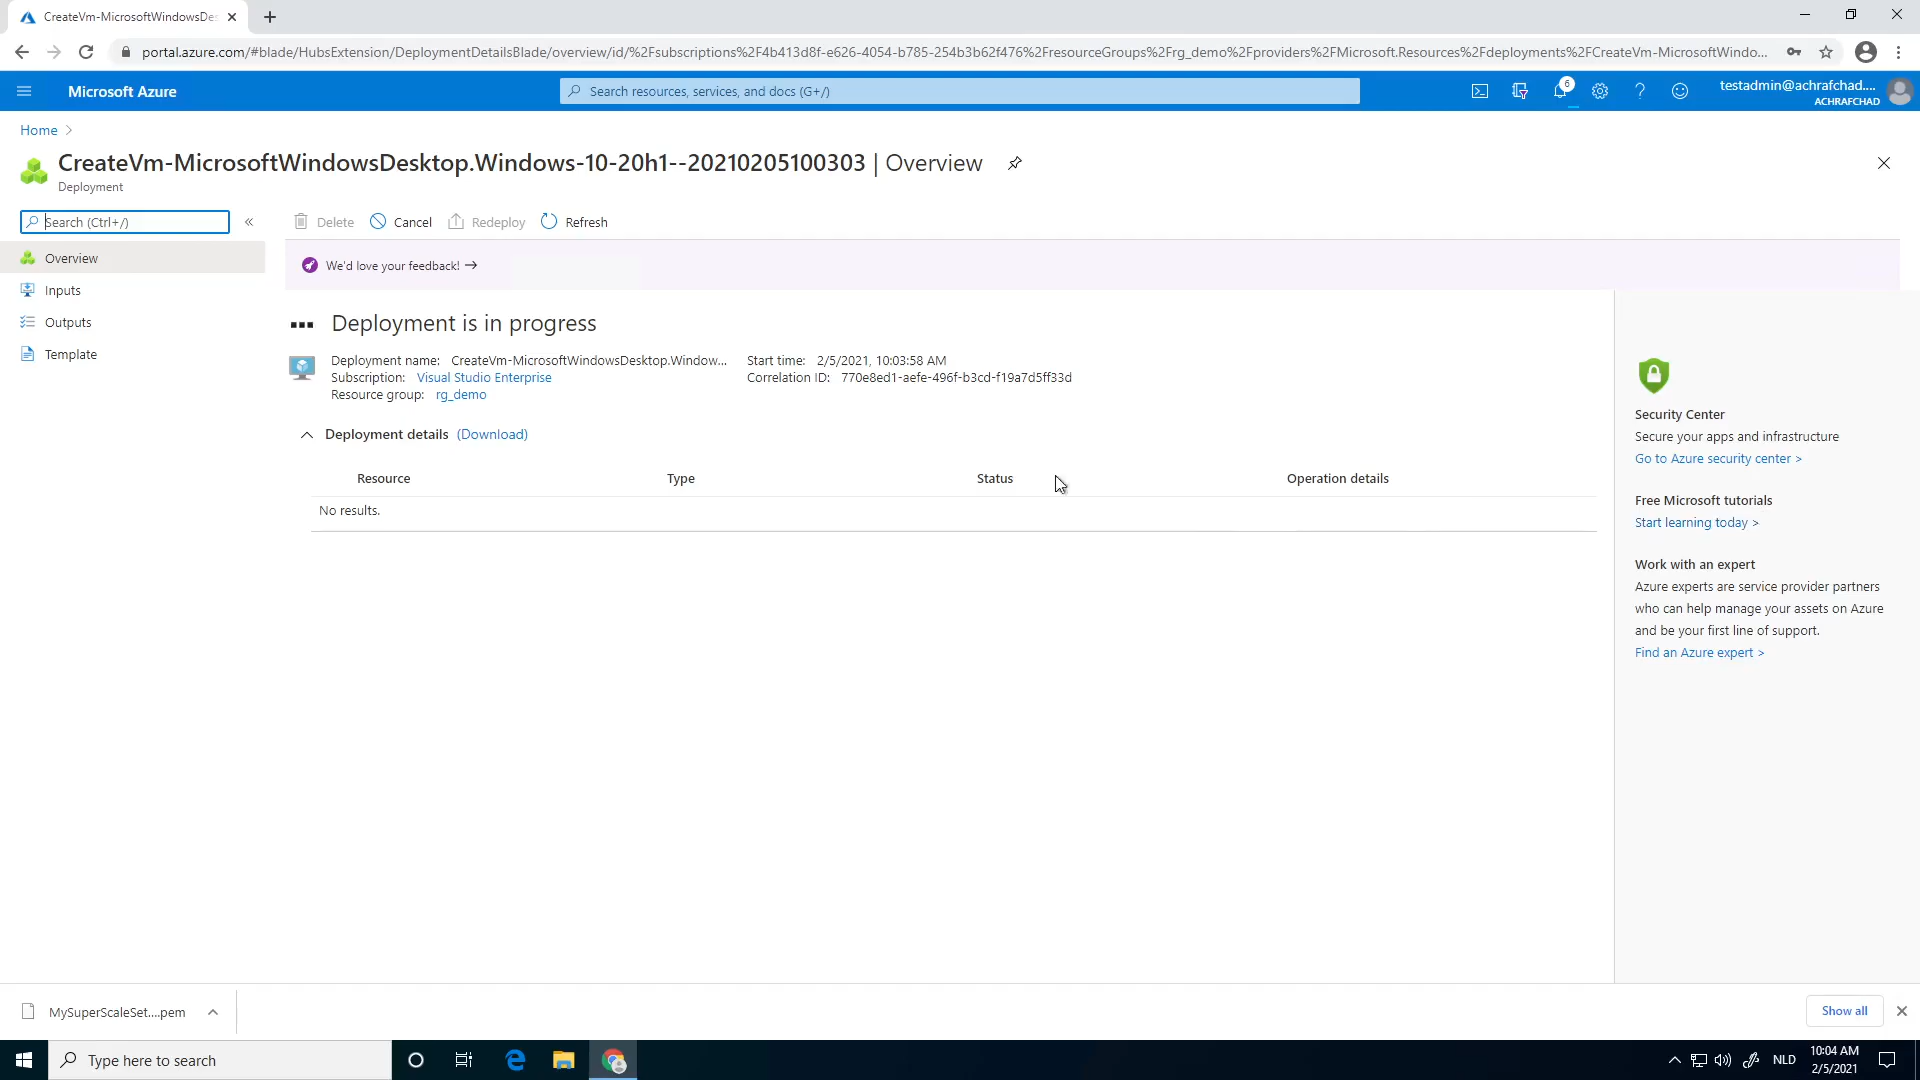 CreateVm-MicrosoftWindowsDes
portal.azure.com/#blade/HubsExtension/DeploymentDetailsBlade/overview/id/%2Fsubscriptions%2F4b413d8f-e626-4054-b785-254b3b62f476%2FresourceGroups%2Frg_demo%2Fproviders%2FMicrosoft.Resources%2Fdeployments%2FCreateVm-MicrosoftWindo...
Microsoft Azure
Search resources, services, and docs (G+/)
6
testadmin@achrafchad....
ACHRAFCHAD
Home
CreateVm-MicrosoftWindowsDesktop.Windows-10-20h1--20210205100303 | Overview
Deployment
Search (Ctrl+/)
Delete
Cancel
Redeploy
Refresh
Overview
Inputs
Outputs
Template
We'd love your feedback! →
Deployment is in progress
Deployment name: CreateVm-MicrosoftWindowsDesktop.Window...
Subscription: Visual Studio Enterprise
Resource group: rg_demo
Start time: 2/5/2021, 10:03:58 AM
Correlation ID: 770e8ed1-aefe-496f-b3cd-f19a7d5ff33d
Deployment details (Download)
Resource Type Status Operation details
No results.
Security Center
Secure your apps and infrastructure
Go to Azure security center >
Free Microsoft tutorials
Start learning today >
Work with an expert
Azure experts are service provider partners
who can help manage your assets on Azure
and be your first line of support.
Find an Azure expert >
MySuperScaleSet....pem
Show all
Type here to search
NLD
10:04 AM
2/5/2021